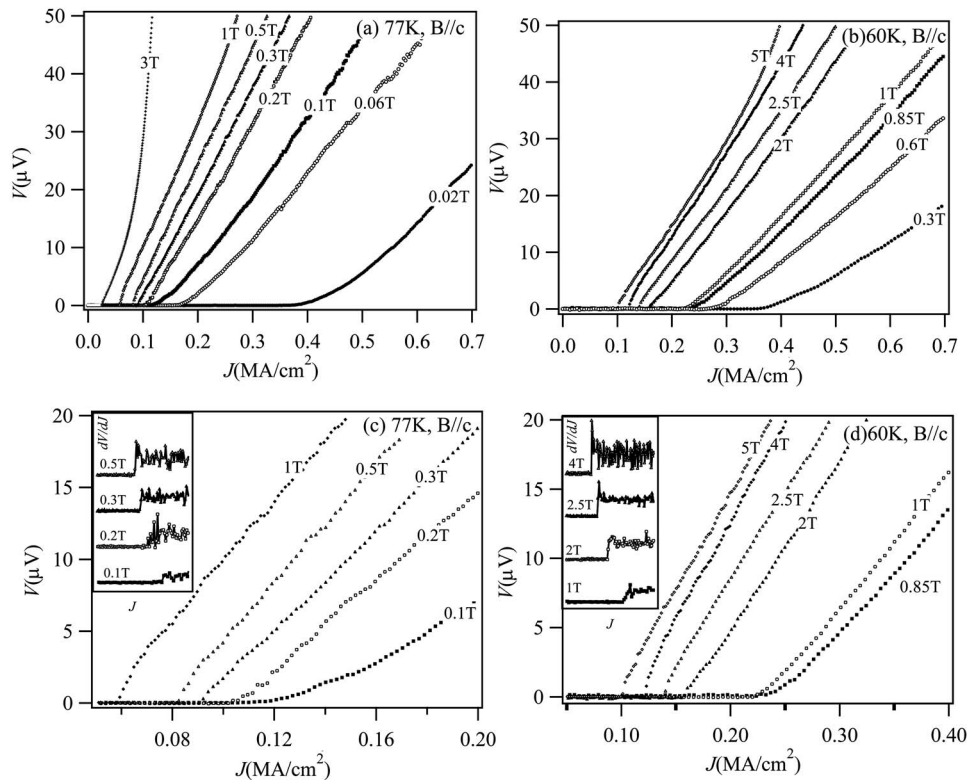 (a) 77K, B//c
V(μV)
50
40
30
20
10
0
3T
1T
0.5T
0.3T
0.2T
0.1T
0.06T
0.02T
0.0 0.1 0.2 0.3 0.4 0.5 0.6 0.7
J(MA/cm²)
(b)60K, B//c
V(μV)
50
40
30
20
10
0
5T
4T
2.5T
2T
1T
0.85T
0.6T
0.3T
0.0 0.1 0.2 0.3 0.4 0.5 0.6 0.7
J(MA/cm²)
(c) 77K, B//c
V(μV)
20
15
10
5
0
dV/dJ
0.5T
0.3T
0.2T
0.1T
J
1T
0.5T
0.3T
0.2T
0.1T
0.08 0.12 0.16 0.20
J(MA/cm²)
(d)60K, B//c
V(μV)
20
15
10
5
0
dV/dJ
4T
2.5T
2T
1T
J
5T
4T
2.5T
2T
1T
0.85T
0.10 0.20 0.30 0.40
J(MA/cm²)